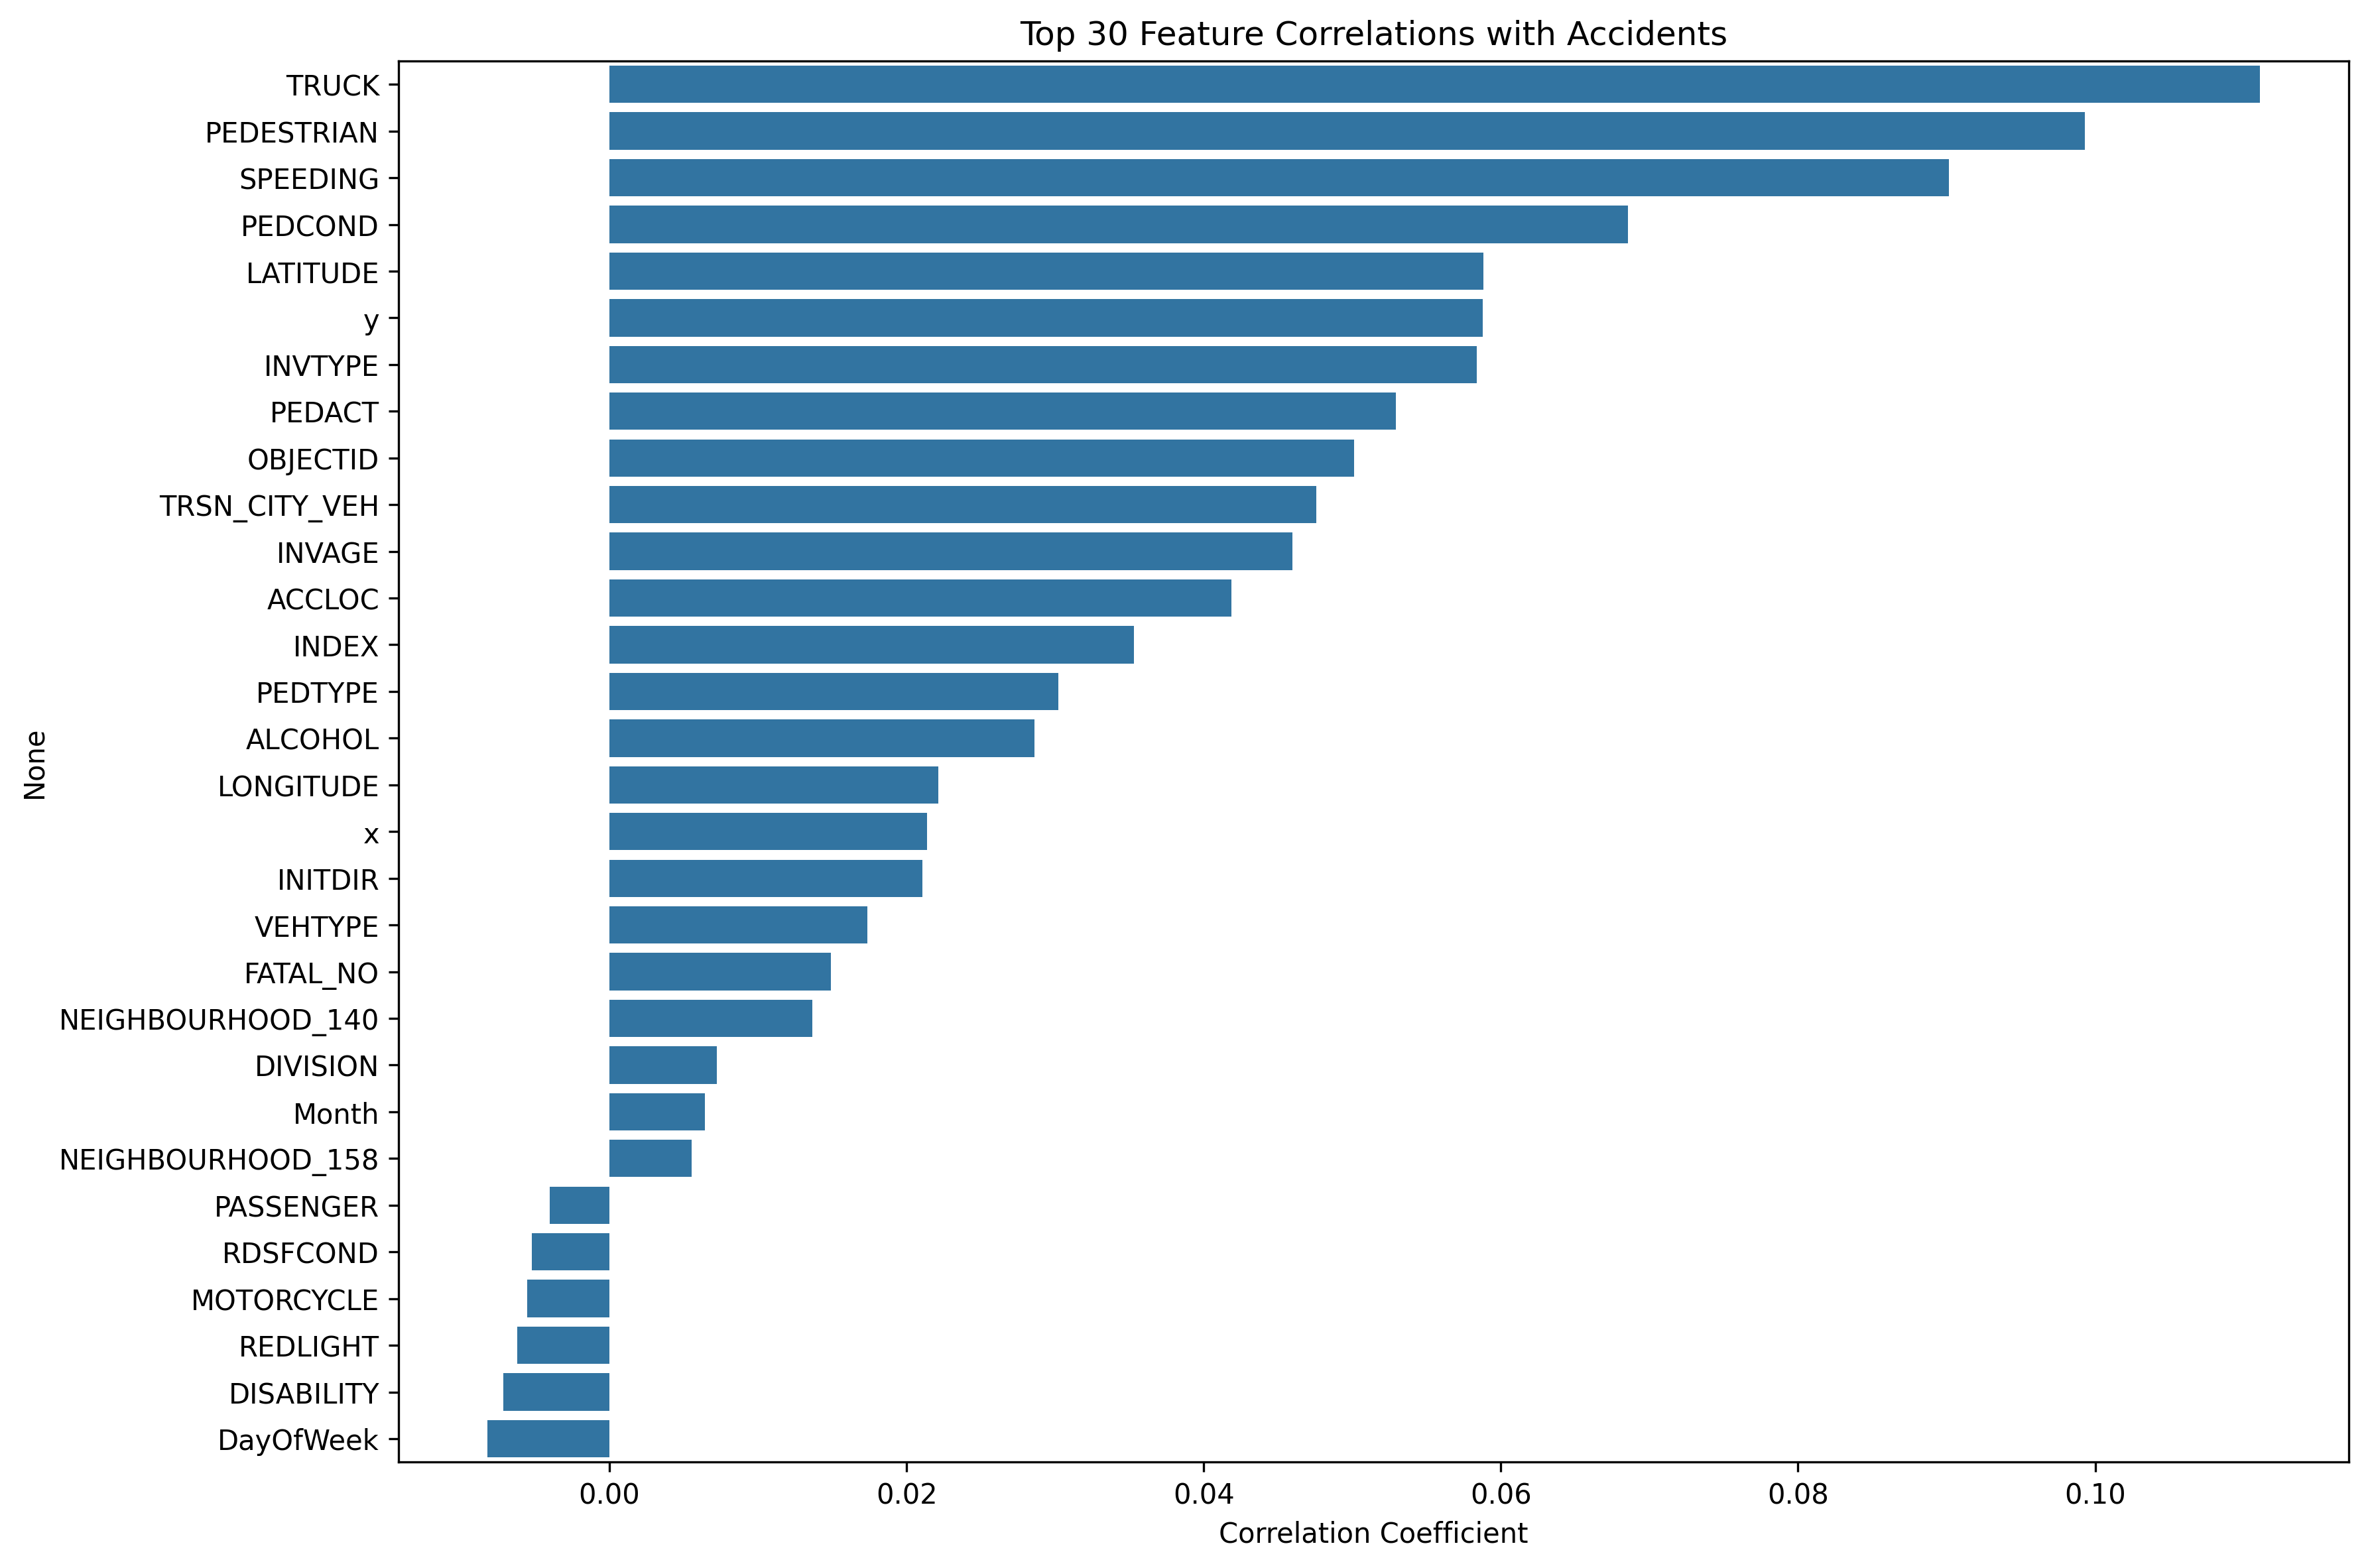 Top 30 Feature Correlations with Accidents
TRUCK
PEDESTRIAN
SPEEDING
PEDCOND
LATITUDE
y
INVTYPE
PEDACT
OBJECTID
TRSN_CITY_VEH
INVAGE
ACCLOC
INDEX
PEDTYPE
ALCOHOL
LONGITUDE
x
INITDIR
VEHTYPE
FATAL_NO
NEIGHBOURHOOD_140
DIVISION
Month
NEIGHBOURHOOD_158
PASSENGER
RDSFCOND
MOTORCYCLE
REDLIGHT
DISABILITY
DayOfWeek
None
0.00 0.02 0.04 0.06 0.08 0.10
Correlation Coefficient